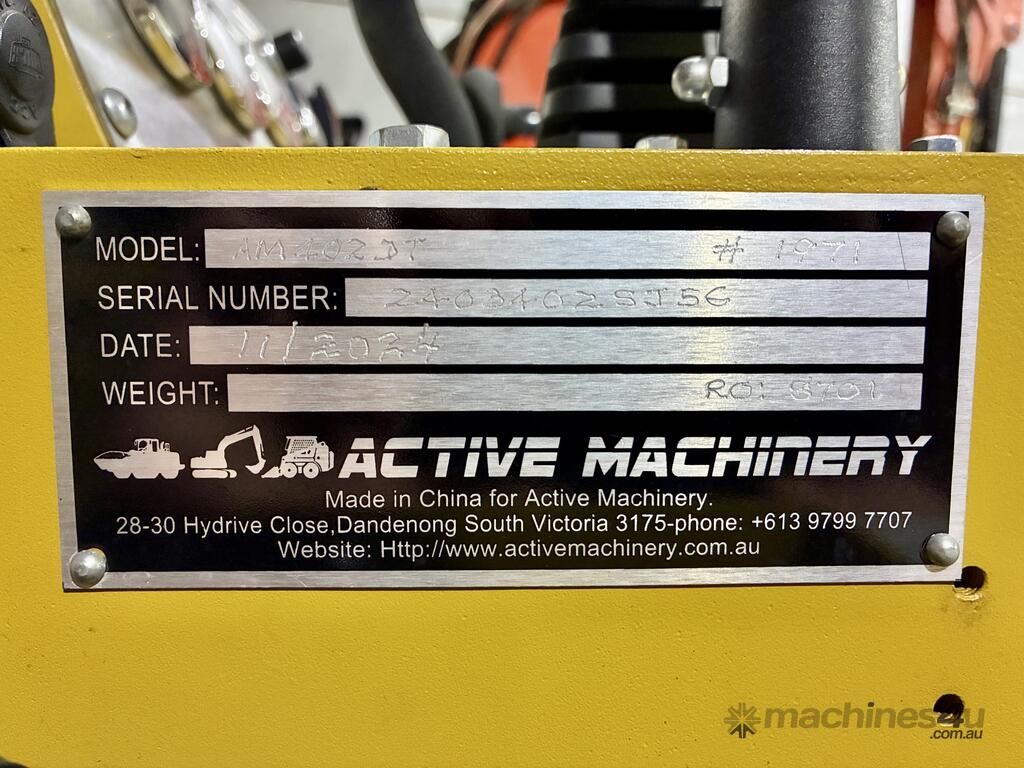 MODEL: AM402DT # 1971
SERIAL NUMBER: 2403402SJ56
DATE: 11/2024
WEIGHT: RO: 8701
ACTIVE MACHINERY
Made in China for Active Machinery.
28-30 Hydrive Close,Dandenong South Victoria 3175-phone: +613 9799 7707
Website: Http://www.activemachinery.com.au
machines4u
.com.au